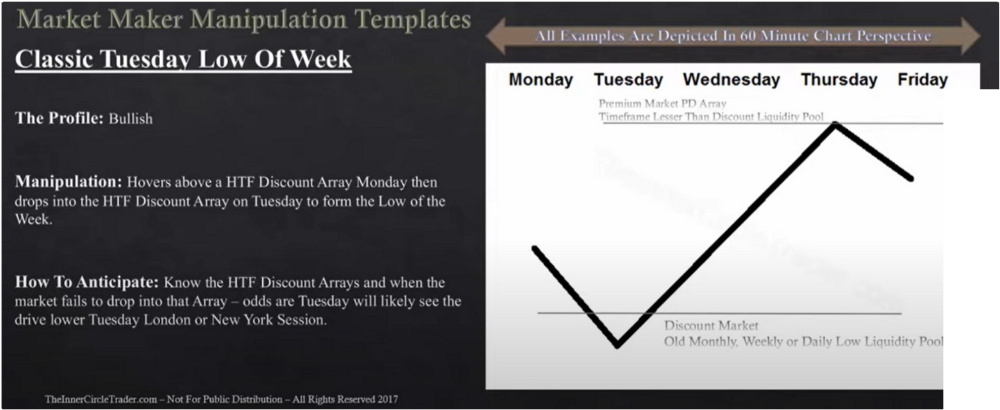 Market Maker Manipulation Templates
All Examples Are Depicted In 60 Minute Chart Perspective
Classic Tuesday Low Of Week
The Profile: Bullish
Manipulation: Hovers above a HTF Discount Array Monday then
drops into the HTF Discount Array on Tuesday to form the Low of the
Week.
How To Anticipate: Know the HTF Discount Arrays and when the
market fails to drop into that Array – odds are Tuesday will likely see the
drive lower Tuesday London or New York Session.
TheInnerCircleTrader.com – Not For Public Distribution – All Rights Reserved 2017
Monday Tuesday Wednesday Thursday Friday
Premium Market PD Array
Timeframe Lesser Than Discount Liquidity Pool
Discount Market
Old Monthly, Weekly or Daily Low Liquidity Pool